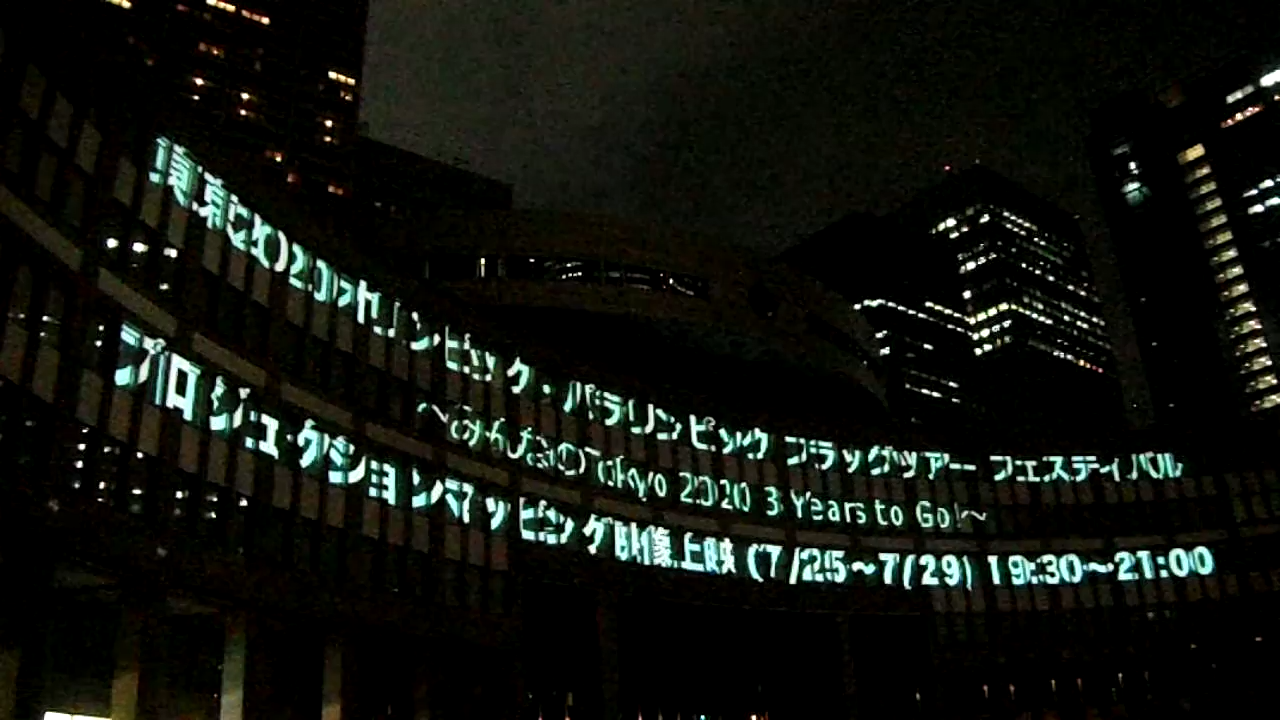 東京2020オリンピック・パラリンピック フラッグツアー フェスティバル
～みんなのTokyo 2020 3 Years to Go!～
プロジェクションマッピング映像上映 (7/25～7(29) 19:30～21:00